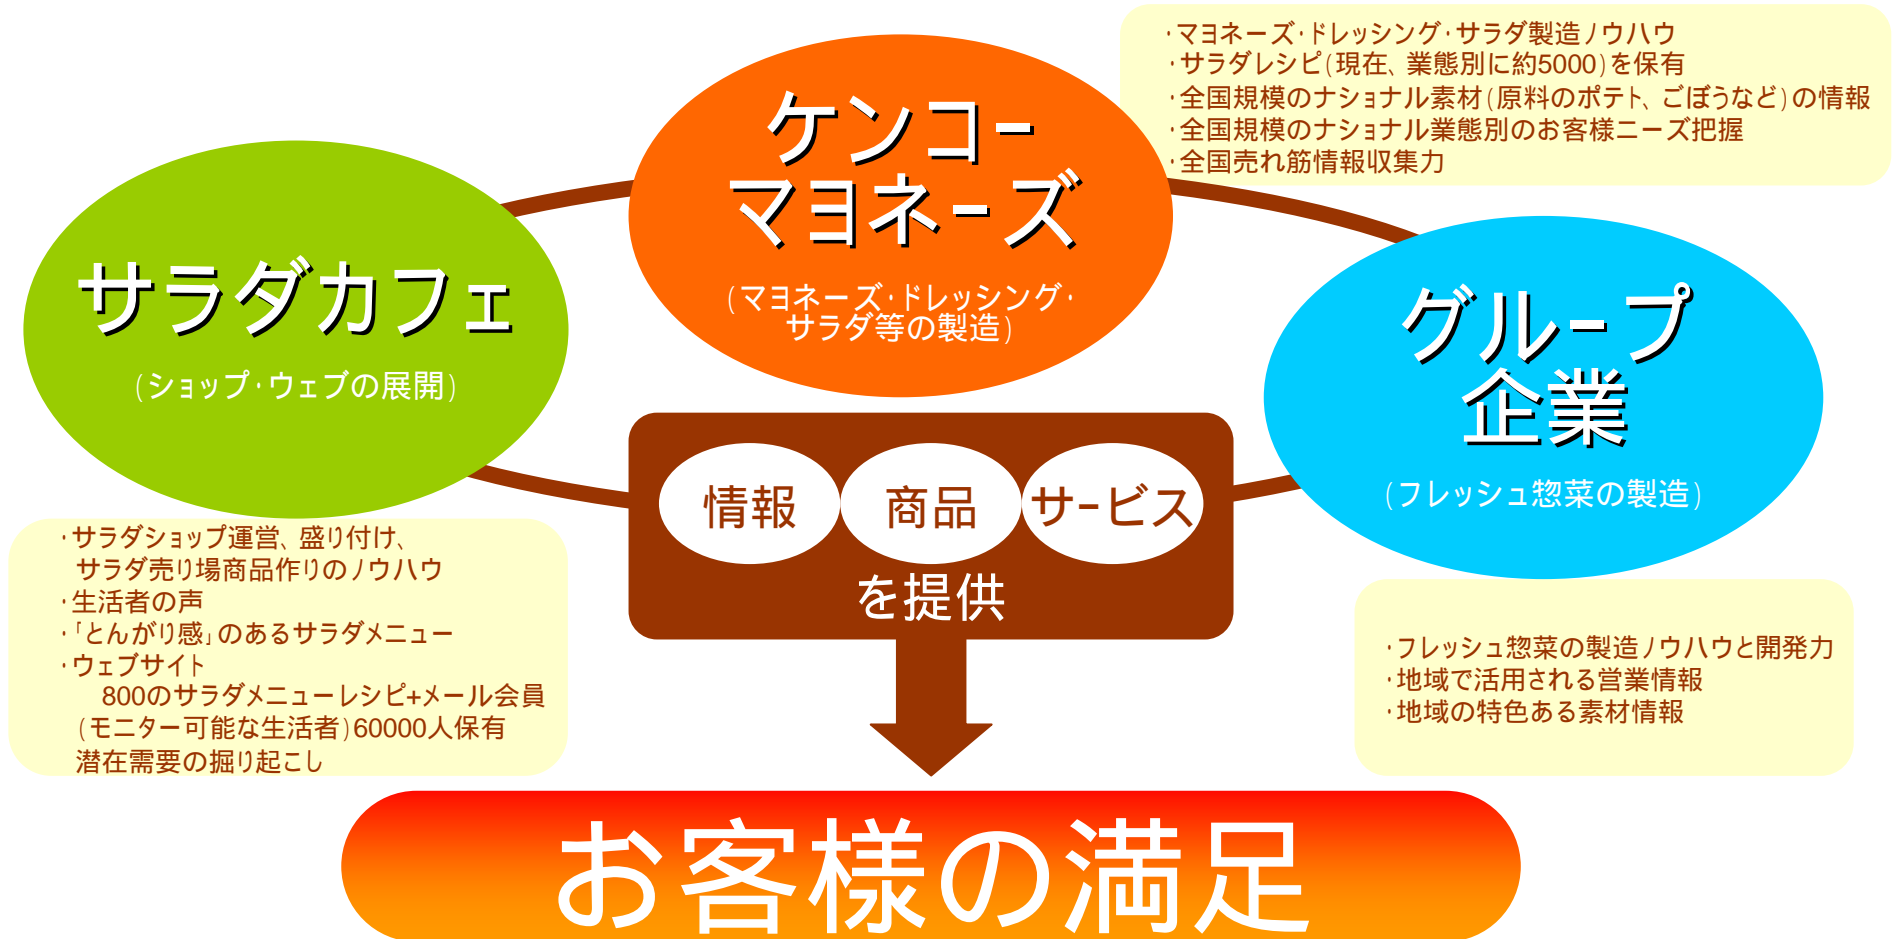 ケンコー
マヨネーズ
(マヨネーズ・ドレッシング・
サラダ等の製造)
・マヨネーズ・ドレッシング・サラダ製造ノウハウ
・サラダレシピ(現在、業態別に約5000)を保有
・全国規模のナショナル素材(原料のポテト、ごぼうなど)の情報
・全国規模のナショナル業態別のお客様ニーズ把握
・全国売れ筋情報収集力
サラダカフェ
(ショップ・ウェブの展開)
・サラダショップ運営、盛り付け、
サラダ売り場商品作りのノウハウ
・生活者の声
・「とんがり感」のあるサラダメニュー
・ウェブサイト
800のサラダメニューレシピ+メール会員
(モニター可能な生活者)60000人保有
潜在需要の掘り起こし
グループ
企業
(フレッシュ惣菜の製造)
・フレッシュ惣菜の製造ノウハウと開発力
・地域で活用される営業情報
・地域の特色ある素材情報
情報 商品 サービス
を提供
お客様の満足